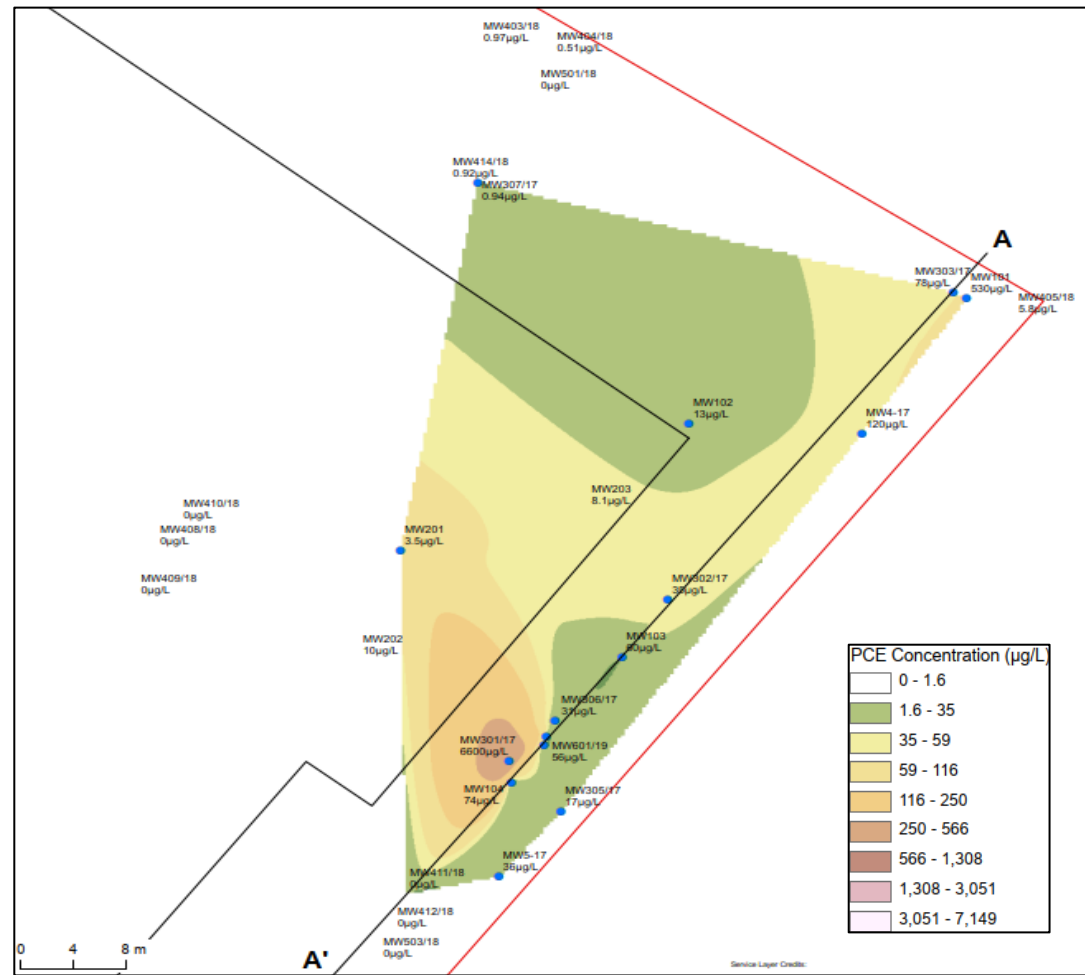 MW403/18
0.97µg/L
MW404/18
0.51µg/L
MW501/18
0µg/L
MW414/18
0.92µg/L
MW307/17
0.94µg/L
A
MW303/17
78µg/L
MW101
530µg/L
MW405/18
5.8µg/L
MW102
13µg/L
MW4-17
120µg/L
MW203
8.1µg/L
MW410/18
0µg/L
MW408/18
0µg/L
MW201
3.5µg/L
MW409/18
0µg/L
MW302/17
MW103
60µg/L
MW202
10µg/L
MW306/17
31µg/L
MW301/17
6600µg/L
MW601/19
56µg/L
MW104
74µg/L
MW305/17
17µg/L
MW5-17
36µg/L
MW411/18
0µg/L
MW412/18
0µg/L
MW503/18
0µg/L
A'
PCE Concentration (µg/L)
0 - 1.6
1.6 - 35
35 - 59
59 - 116
116 - 250
250 - 566
566 - 1,308
1,308 - 3,051
3,051 - 7,149
0 4 8 m
Service Layer Credits: